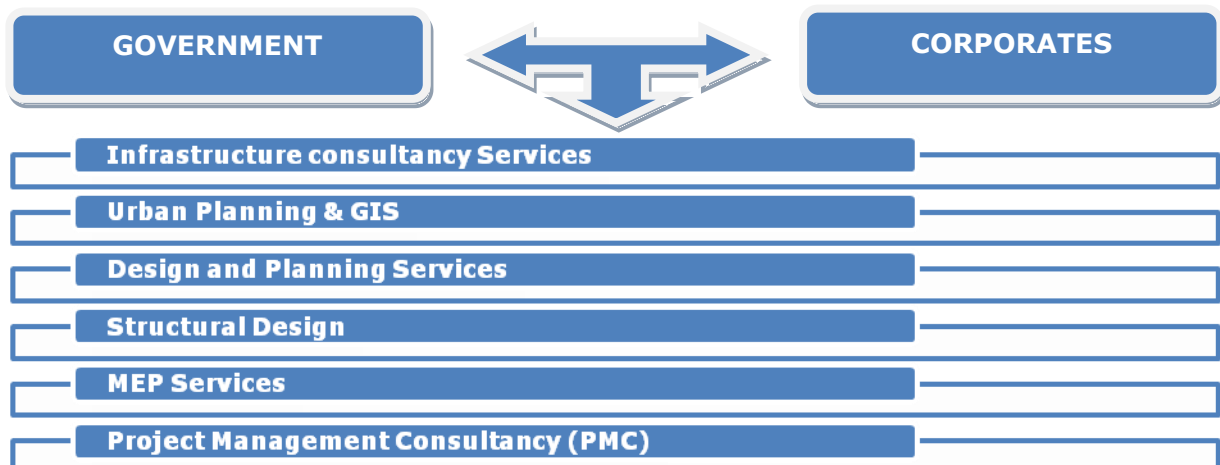 GOVERNMENT
CORPORATES
Infrastructure consultancy Services
Urban Planning & GIS
Design and Planning Services
Structural Design
MEP Services
Project Management Consultancy (PMC)